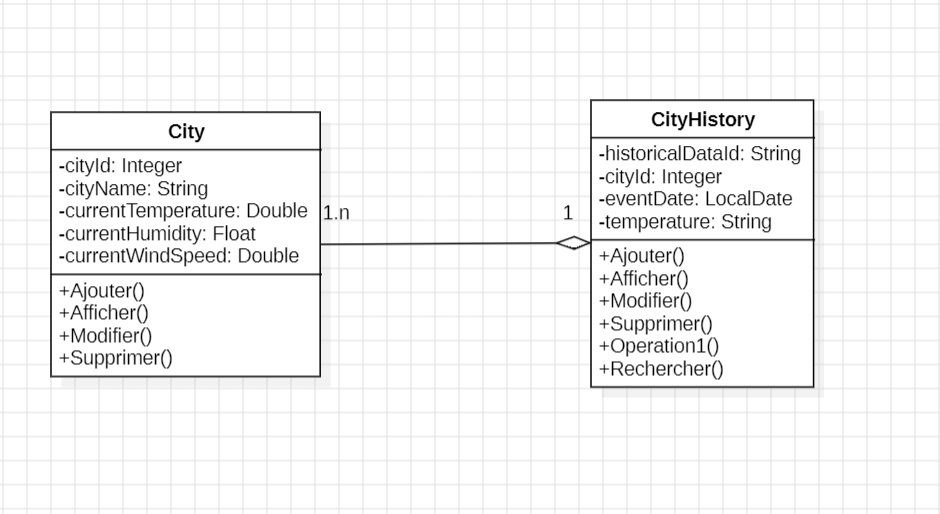 City
-cityId: Integer
-cityName: String
-currentTemperature: Double
-currentHumidity: Float
-currentWindSpeed: Double
+Ajouter()
+Afficher()
+Modifier()
+Supprimer()
1.n
1
CityHistory
-historicalDataId: String
-cityId: Integer
-eventDate: LocalDate
-temperature: String
+Ajouter()
+Afficher()
+Modifier()
+Supprimer()
+Operation1()
+Rechercher()